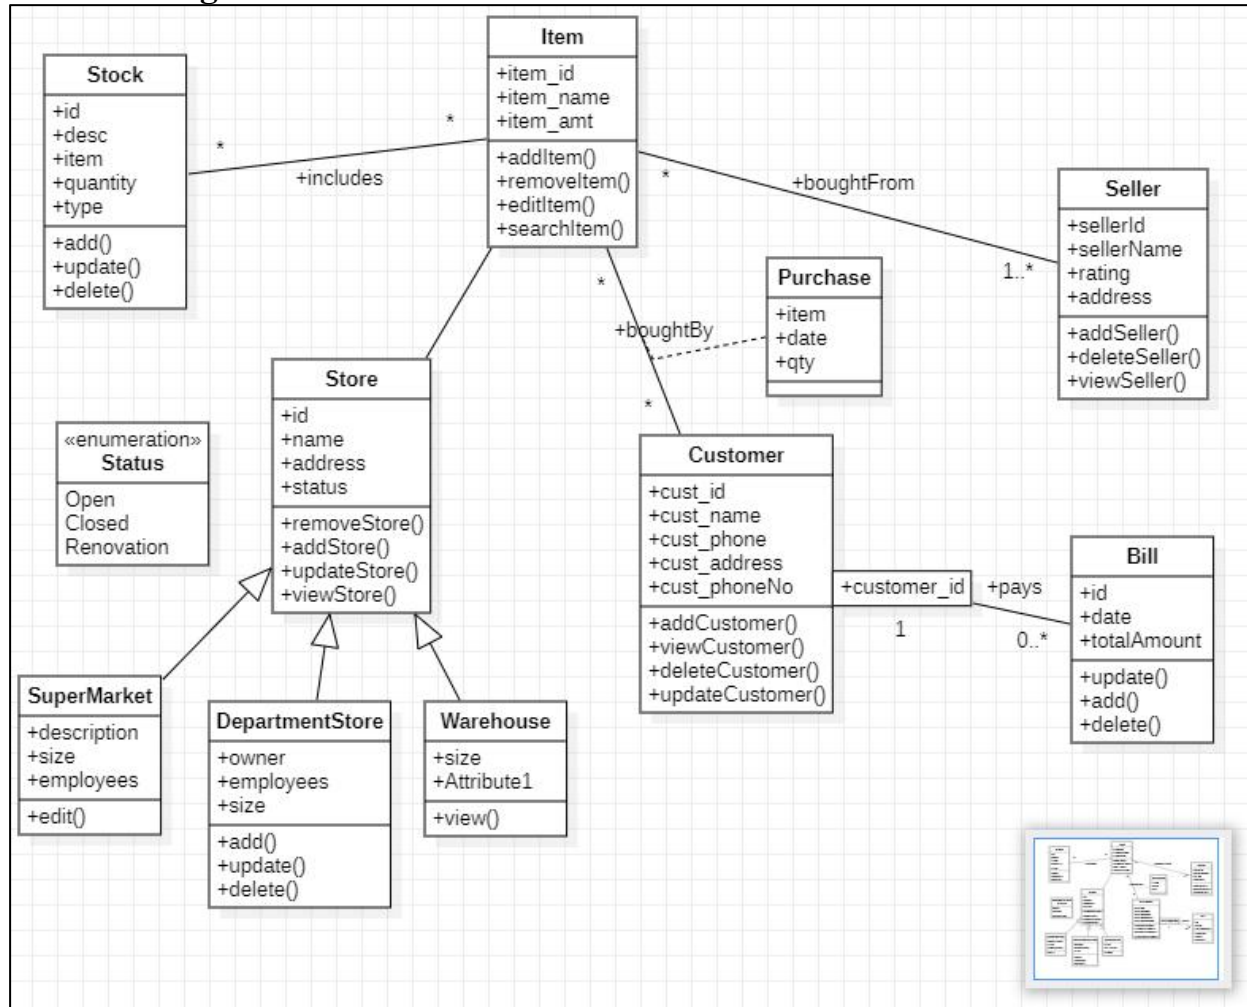 Item
+item_id
+item_name
+item_amt
+addItem()
+removeItem()
+editItem()
+searchItem()
Stock
+id
+desc
+item
+quantity
+type
+add()
+update()
+delete()
*
*
+includes
*
+boughtFrom
1..*
Seller
+sellerId
+sellerName
+rating
+address
+addSeller()
+deleteSeller()
+viewSeller()
Purchase
+item
+date
+qty
*
+boughtBy
*
Store
+id
+name
+address
+status
+removeStore()
+addStore()
+updateStore()
+viewStore()
«enumeration»
Status
Open
Closed
Renovation
Customer
+cust_id
+cust_name
+cust_phone
+cust_address
+cust_phoneNo
+addCustomer()
+viewCustomer()
+deleteCustomer()
+updateCustomer()
+customer_id
+pays
1
0..*
Bill
+id
+date
+totalAmount
+update()
+add()
+delete()
SuperMarket
+description
+size
+employees
+edit()
DepartmentStore
+owner
+employees
+size
+add()
+update()
+delete()
Warehouse
+size
+Attribute1
+view()